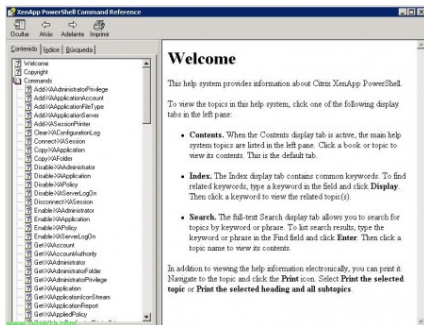 XenApp PowerShell Command Reference
Ocultar Atrás Adelante Imprimir
Contenido Índice Búsqueda
Welcome
Copyright
Commands
Add-XAAdministratorPrivilege
Add-XAApplicationAccount
Add-XAApplicationFileType
Add-XAApplicationServer
Add-XASessionPrinter
Clear-XAConfigurationLog
Connect-XASession
Copy-XAApplication
Copy-XAFolder
Disable-XAAdministrator
Disable-XAApplication
Disable-XAPolicy
Disable-XAServerLogOn
Disconnect-XASession
Enable-XAAdministrator
Enable-XAApplication
Enable-XAPolicy
Enable-XAServerLogOn
Get-XAAccount
Get-XAAccountAuthority
Get-XAAdministrator
Get-XAAdministratorFolder
Get-XAAdministratorPrivilege
Get-XAApplication
Get-XAApplicationIconStream
Get-XAApplicationReport
Get-XAAppliedPolicy
Welcome
This help system provides information about Citrix XenApp PowerShell.
To view the topics in this help system, click one of the following display
tabs in the left pane:
• Contents. When the Contents display tab is active, the main help
system topics are listed in the left pane. Click a book or topic to
view its contents. This is the default tab.
• Index. The Index display tab contains common keywords. To find
related keywords, type a keyword in the field and click Display.
Then click a keyword to view the related topic(s).
• Search. The full-text Search display tab allows you to search for
topics by keyword or phrase. To list search results, type the
keyword or phrase in the Find field and click Enter. Then click a
topic name to view its contents.
In addition to viewing the help information electronically, you can print it.
Navigate to the topic and click the Print icon. Select Print the selected
topic or Print the selected heading and all subtopics.